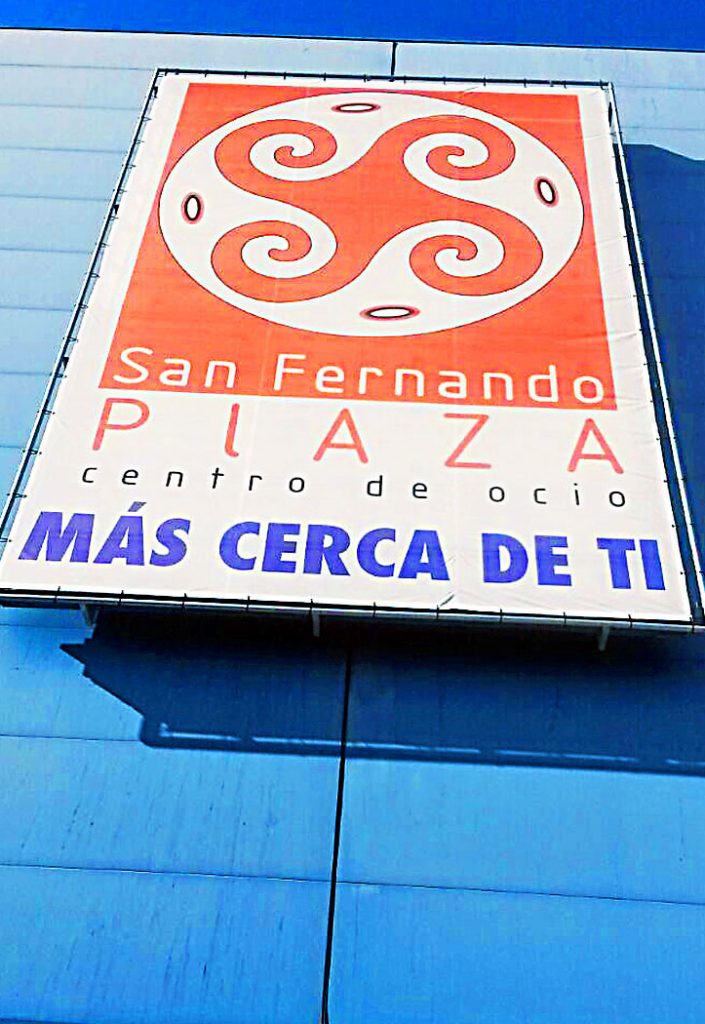 San Fernando
PlAZA
centro de ocio
MÁS CERCA DE TI